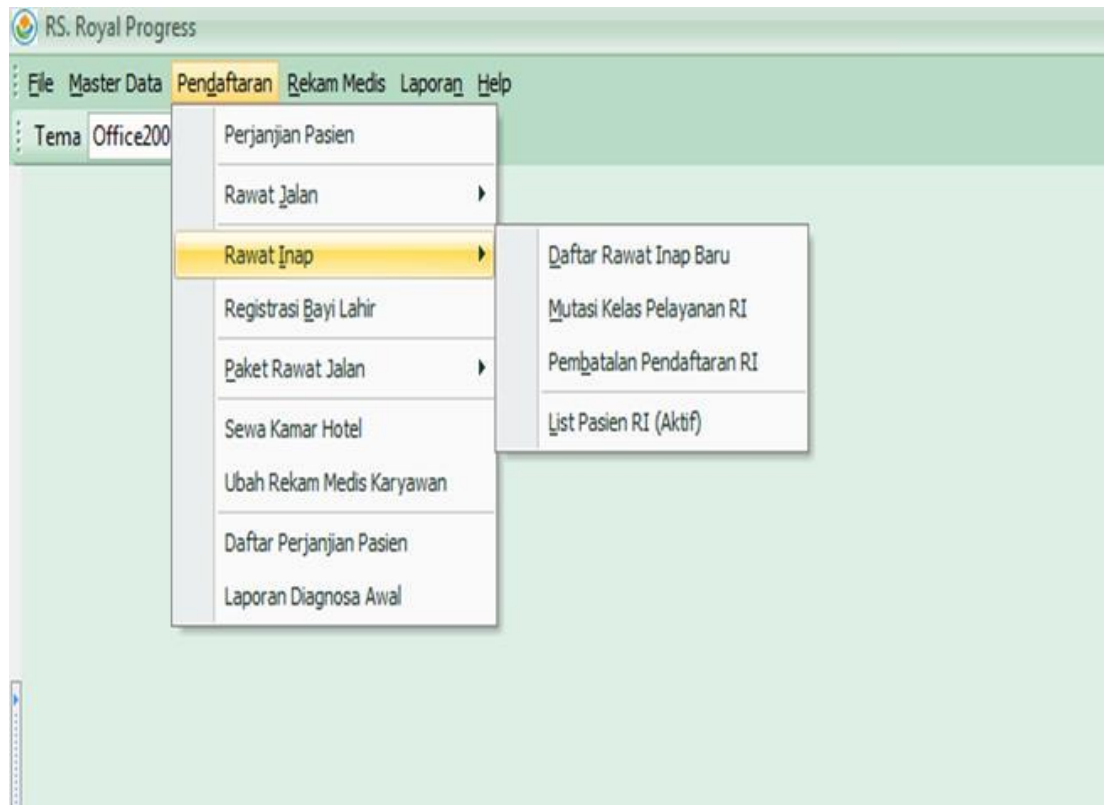 RS. Royal Progress
File Master Data Pendaftaran Rekam Medis Laporan Help
Tema Office200
Perjanjian Pasien
Rawat Jalan
Rawat Inap
Daftar Rawat Inap Baru
Registrasi Bayi Lahir
Mutasi Kelas Pelayanan RI
Paket Rawat Jalan
Pembatalan Pendaftaran RI
Sewa Kamar Hotel
List Pasien RI (Aktif)
Ubah Rekam Medis Karyawan
Daftar Perjanjian Pasien
Laporan Diagnosa Awal